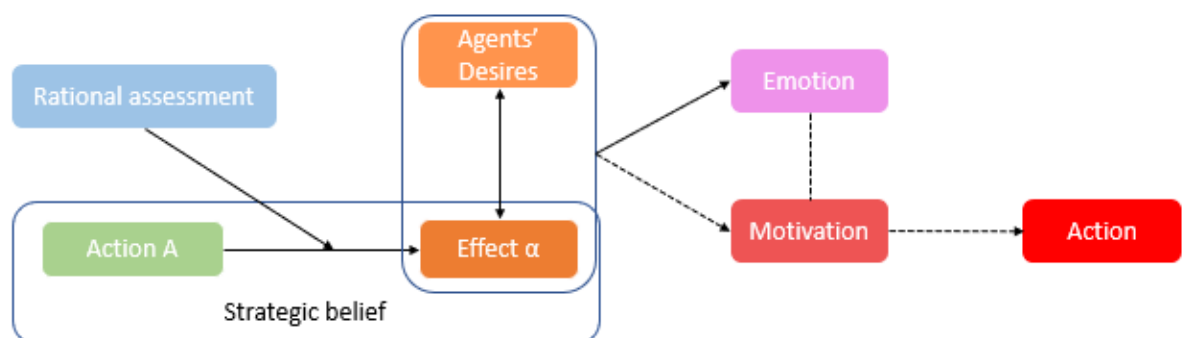 Agents'
Desires
Rational assessment
Emotion
Action A
Effect α
Motivation
Action
Strategic belief